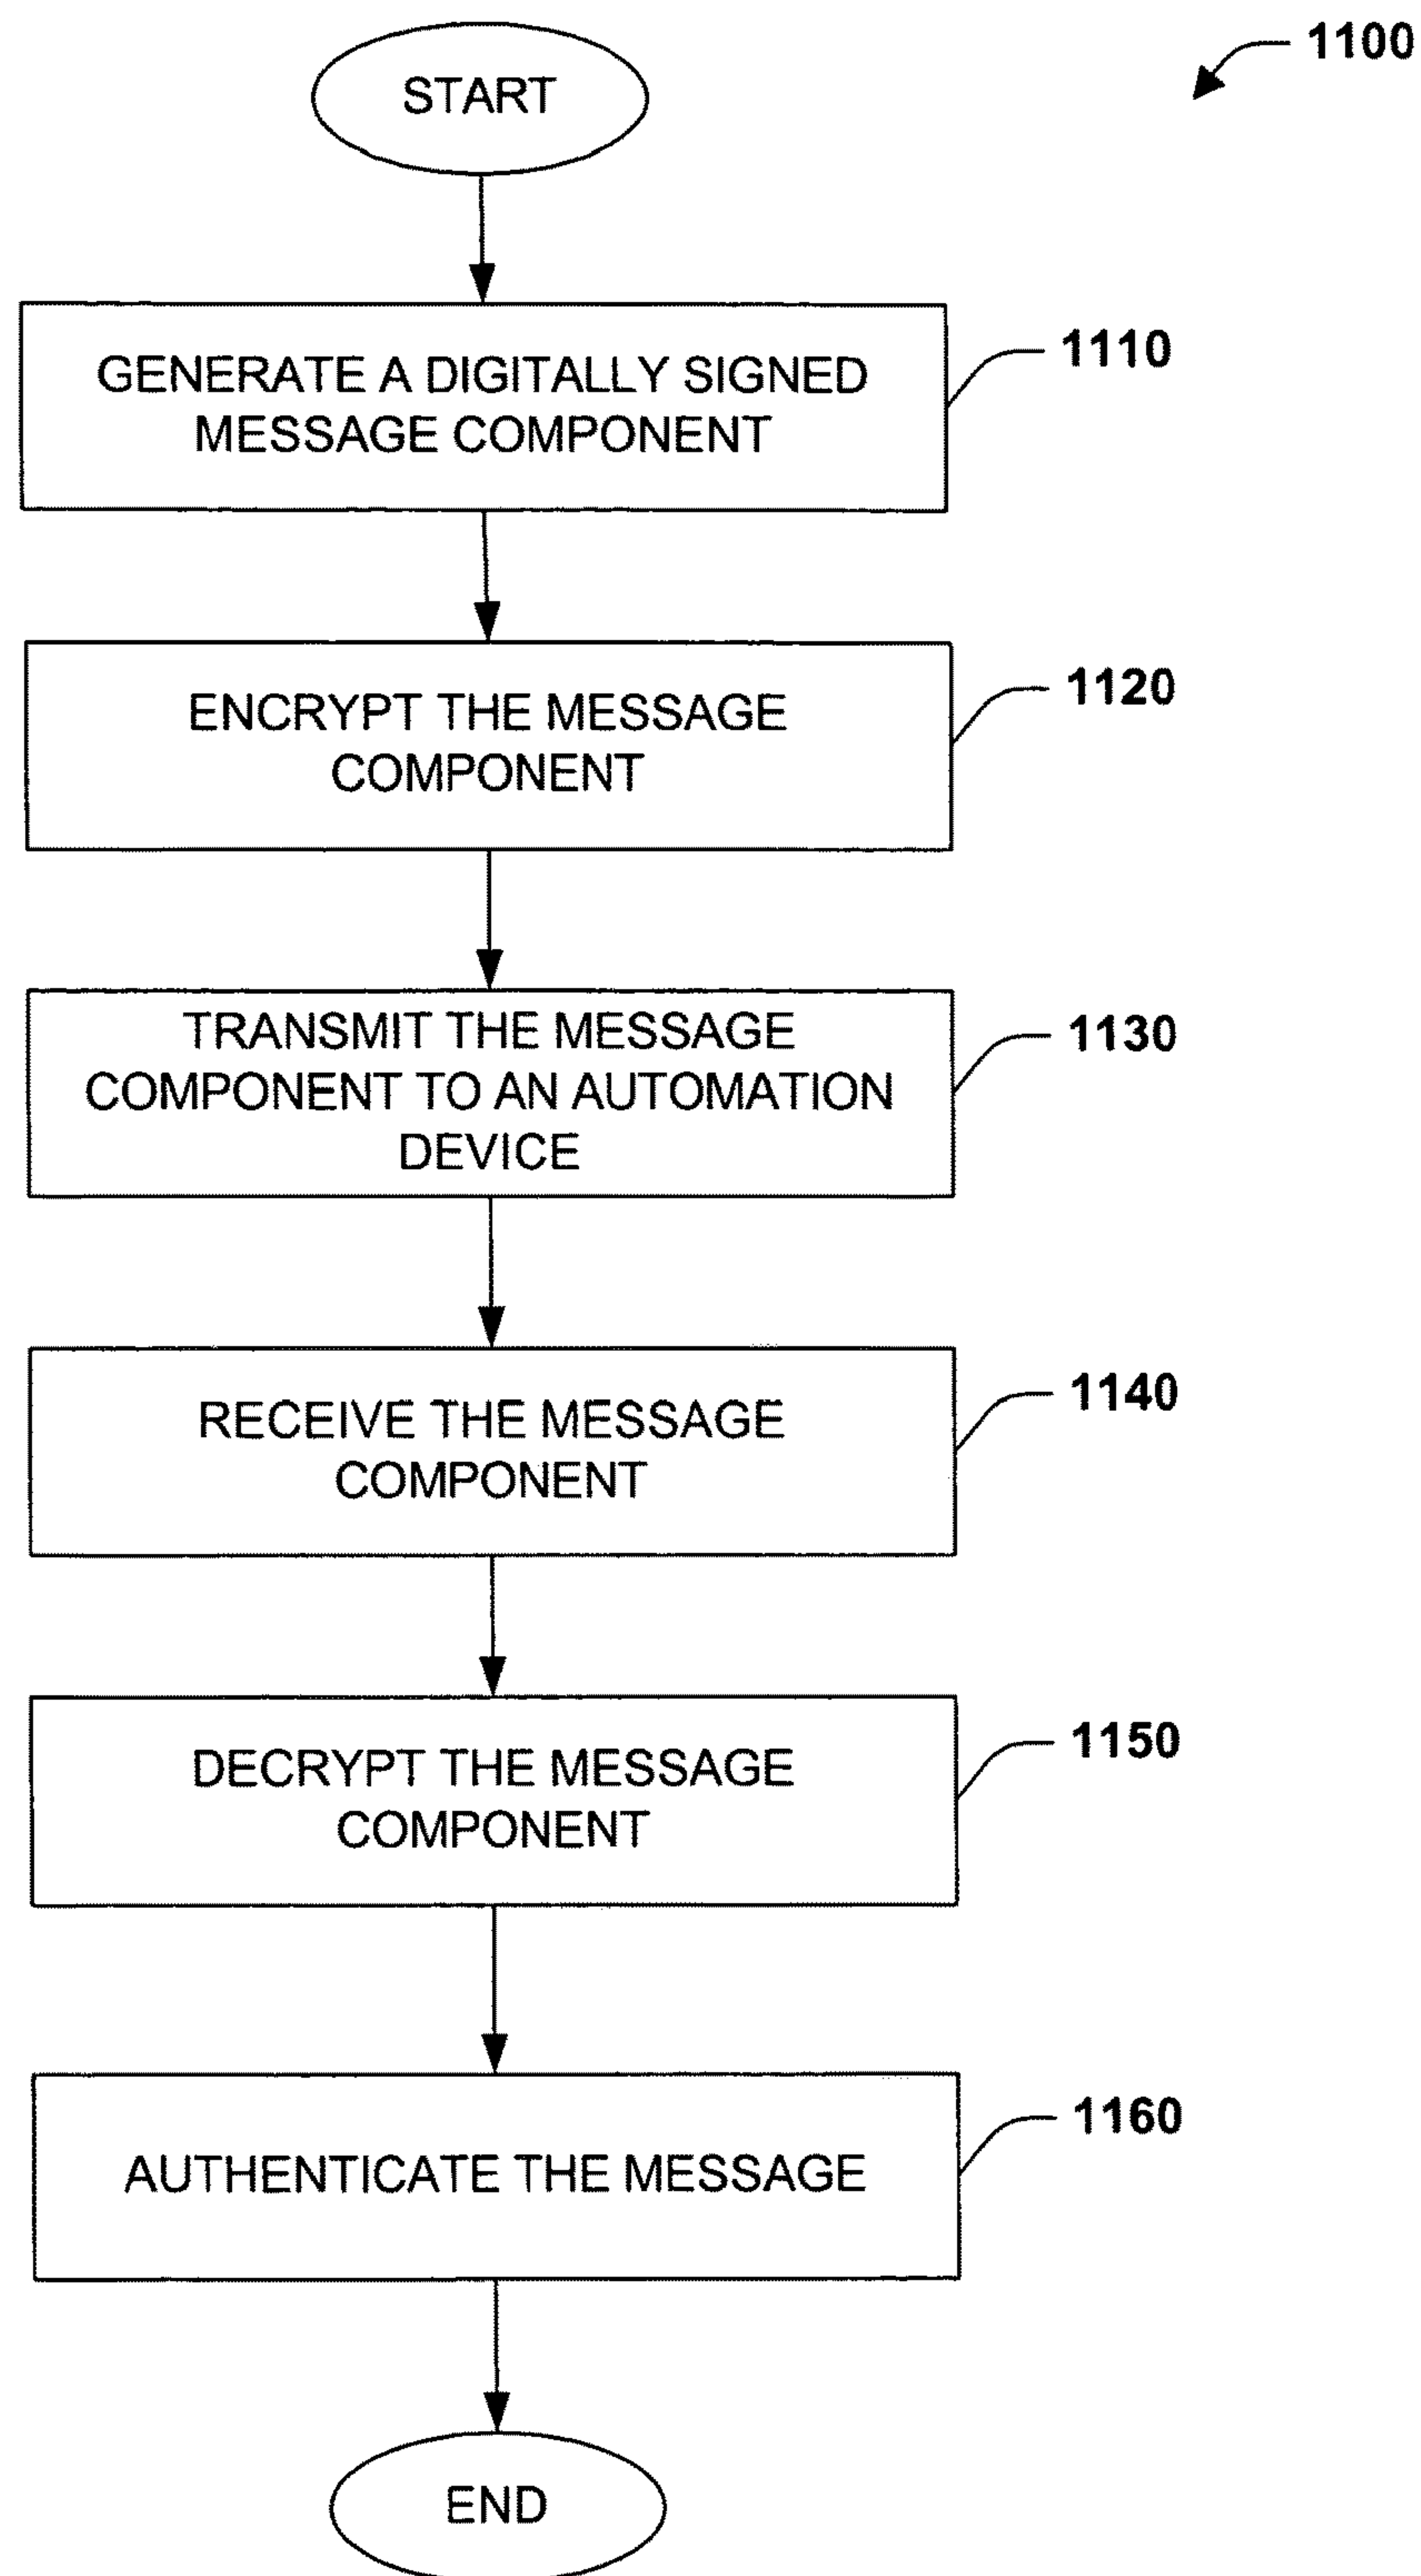 1100
START
GENERATE A DIGITALLY SIGNED
MESSAGE COMPONENT
1110
ENCRYPT THE MESSAGE
COMPONENT
1120
TRANSMIT THE MESSAGE
COMPONENT TO AN AUTOMATION
DEVICE
1130
RECEIVE THE MESSAGE
COMPONENT
1140
DECRYPT THE MESSAGE
COMPONENT
1150
AUTHENTICATE THE MESSAGE
1160
END